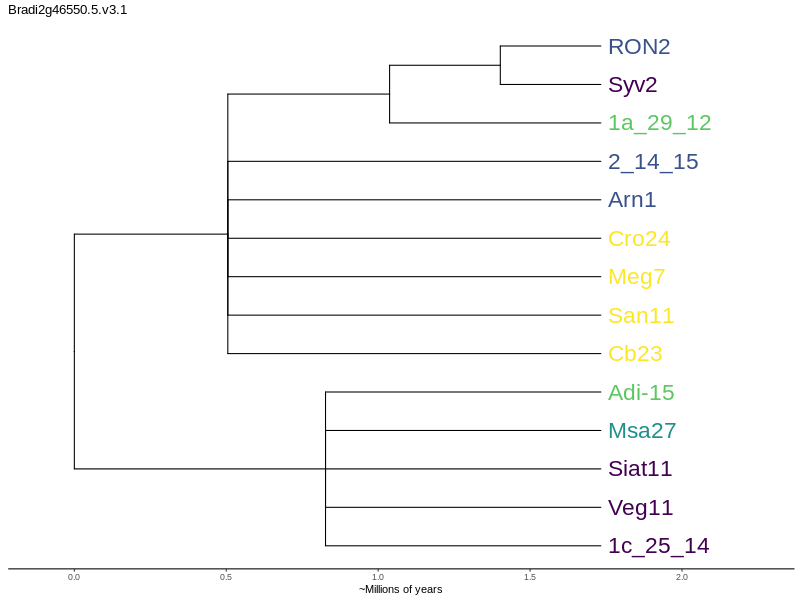 Bradi2g46550.5.v3.1
RON2
Syv2
1a_29_12
2_14_15
Arn1
Cro24
Meg7
San11
Cb23
Adi-15
Msa27
Siat11
Veg11
1c_25_14
0.0 0.5 1.0 1.5 2.0
~Millions of years